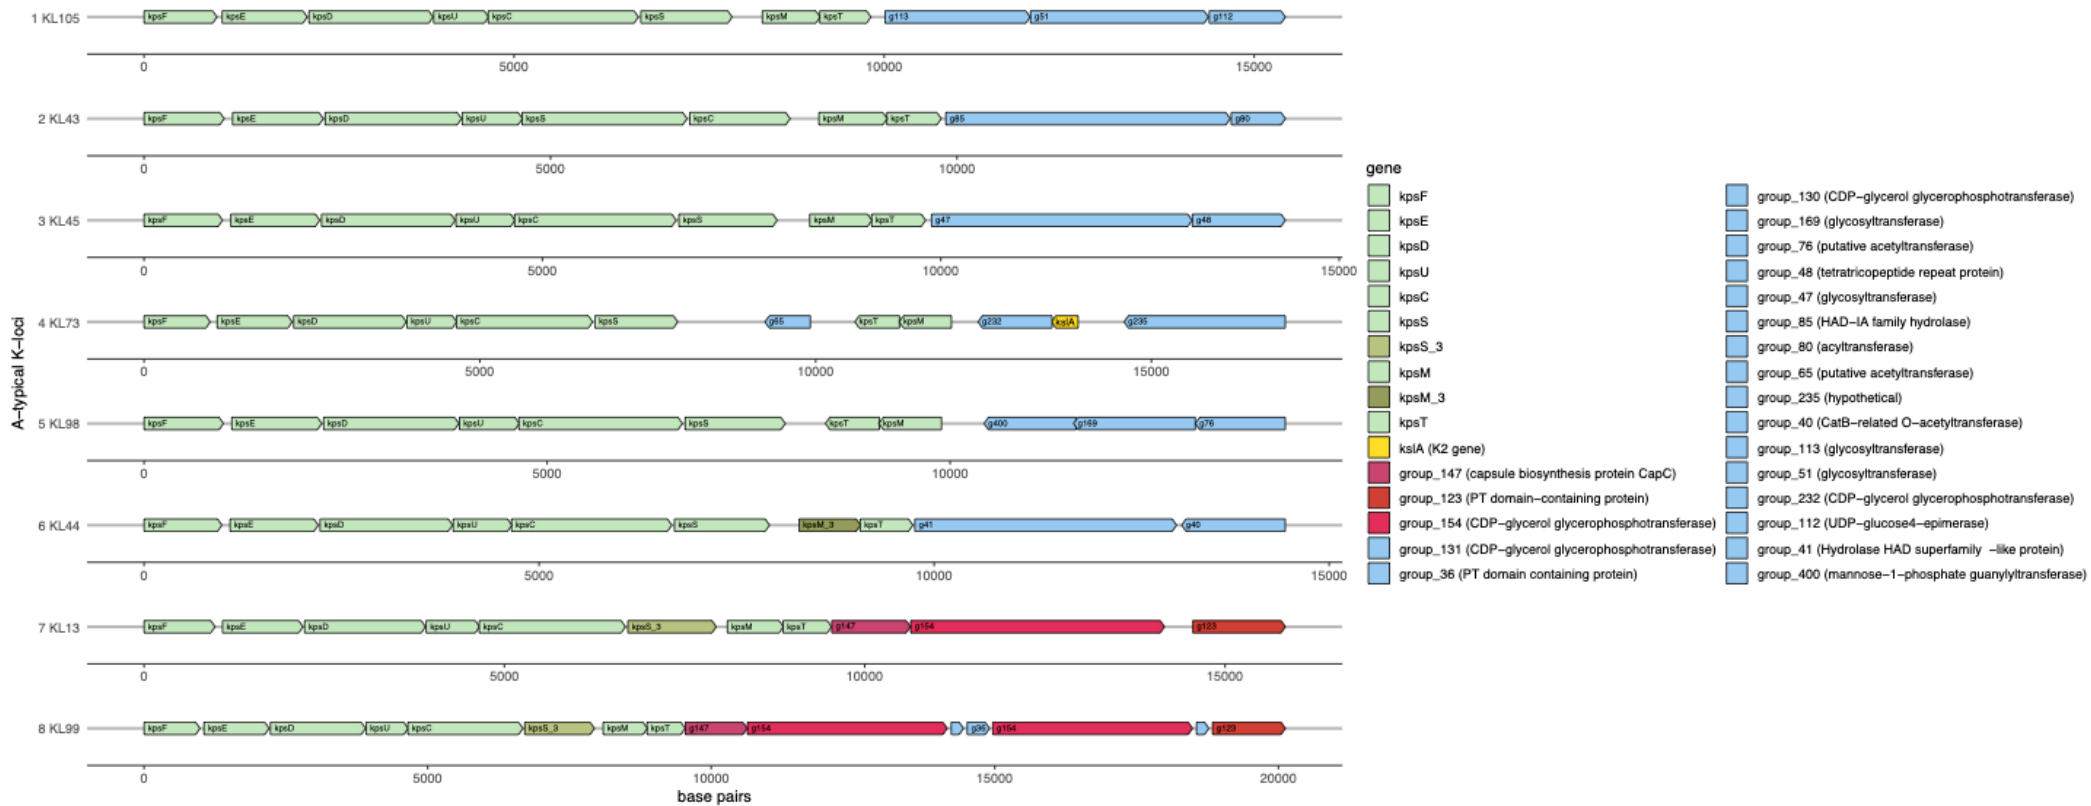 A-typical K-loci
1 KL105
kpsF kpsE kpsD kpsU kpsC kpsS kpsM kpsT g113 g51 g112
0 5000 10000 15000
2 KL43
kpsF kpsE kpsD kpsU kpsS kpsC kpsM kpsT g85 g80
0 5000 10000
3 KL45
kpsF kpsE kpsD kpsU kpsC kpsS kpsM kpsT g47 g48
0 5000 10000 15000
4 KL73
kpsF kpsE kpsD kpsU kpsC kpsS g65 kpsT kpsM g232 kslA g235
0 5000 10000 15000
5 KL98
kpsF kpsE kpsD kpsU kpsC kpsS kpsT kpsM g400 g169 g76
0 5000 10000
6 KL44
kpsF kpsE kpsD kpsU kpsC kpsS kpsM_3 kpsT g41 g40
0 5000 10000 15000
7 KL13
kpsF kpsE kpsD kpsU kpsC kpsS_3 kpsM kpsT g147 g154 g123
0 5000 10000 15000
8 KL99
kpsF kpsE kpsD kpsU kpsC kpsS_3 kpsM kpsT g147 g154 g36 g154 g123
0 5000 10000 15000 20000
base pairs
gene
kpsF
kpsE
kpsD
kpsU
kpsC
kpsS
kpsS_3
kpsM
kpsM_3
kpsT
kslA (K2 gene)
group_147 (capsule biosynthesis protein CapC)
group_123 (PT domain-containing protein)
group_154 (CDP-glycerol glycerophosphotransferase)
group_131 (CDP-glycerol glycerophosphotransferase)
group_36 (PT domain containing protein)
group_130 (CDP-glycerol glycerophosphotransferase)
group_169 (glycosyltransferase)
group_76 (putative acetyltransferase)
group_48 (tetratricopeptide repeat protein)
group_47 (glycosyltransferase)
group_85 (HAD-IA family hydrolase)
group_80 (acyltransferase)
group_65 (putative acetyltransferase)
group_235 (hypothetical)
group_40 (CatB-related O-acetyltransferase)
group_113 (glycosyltransferase)
group_51 (glycosyltransferase)
group_232 (CDP-glycerol glycerophosphotransferase)
group_112 (UDP-glucose4-epimerase)
group_41 (Hydrolase HAD superfamily -like protein)
group_400 (mannose-1-phosphate guanylyltransferase)